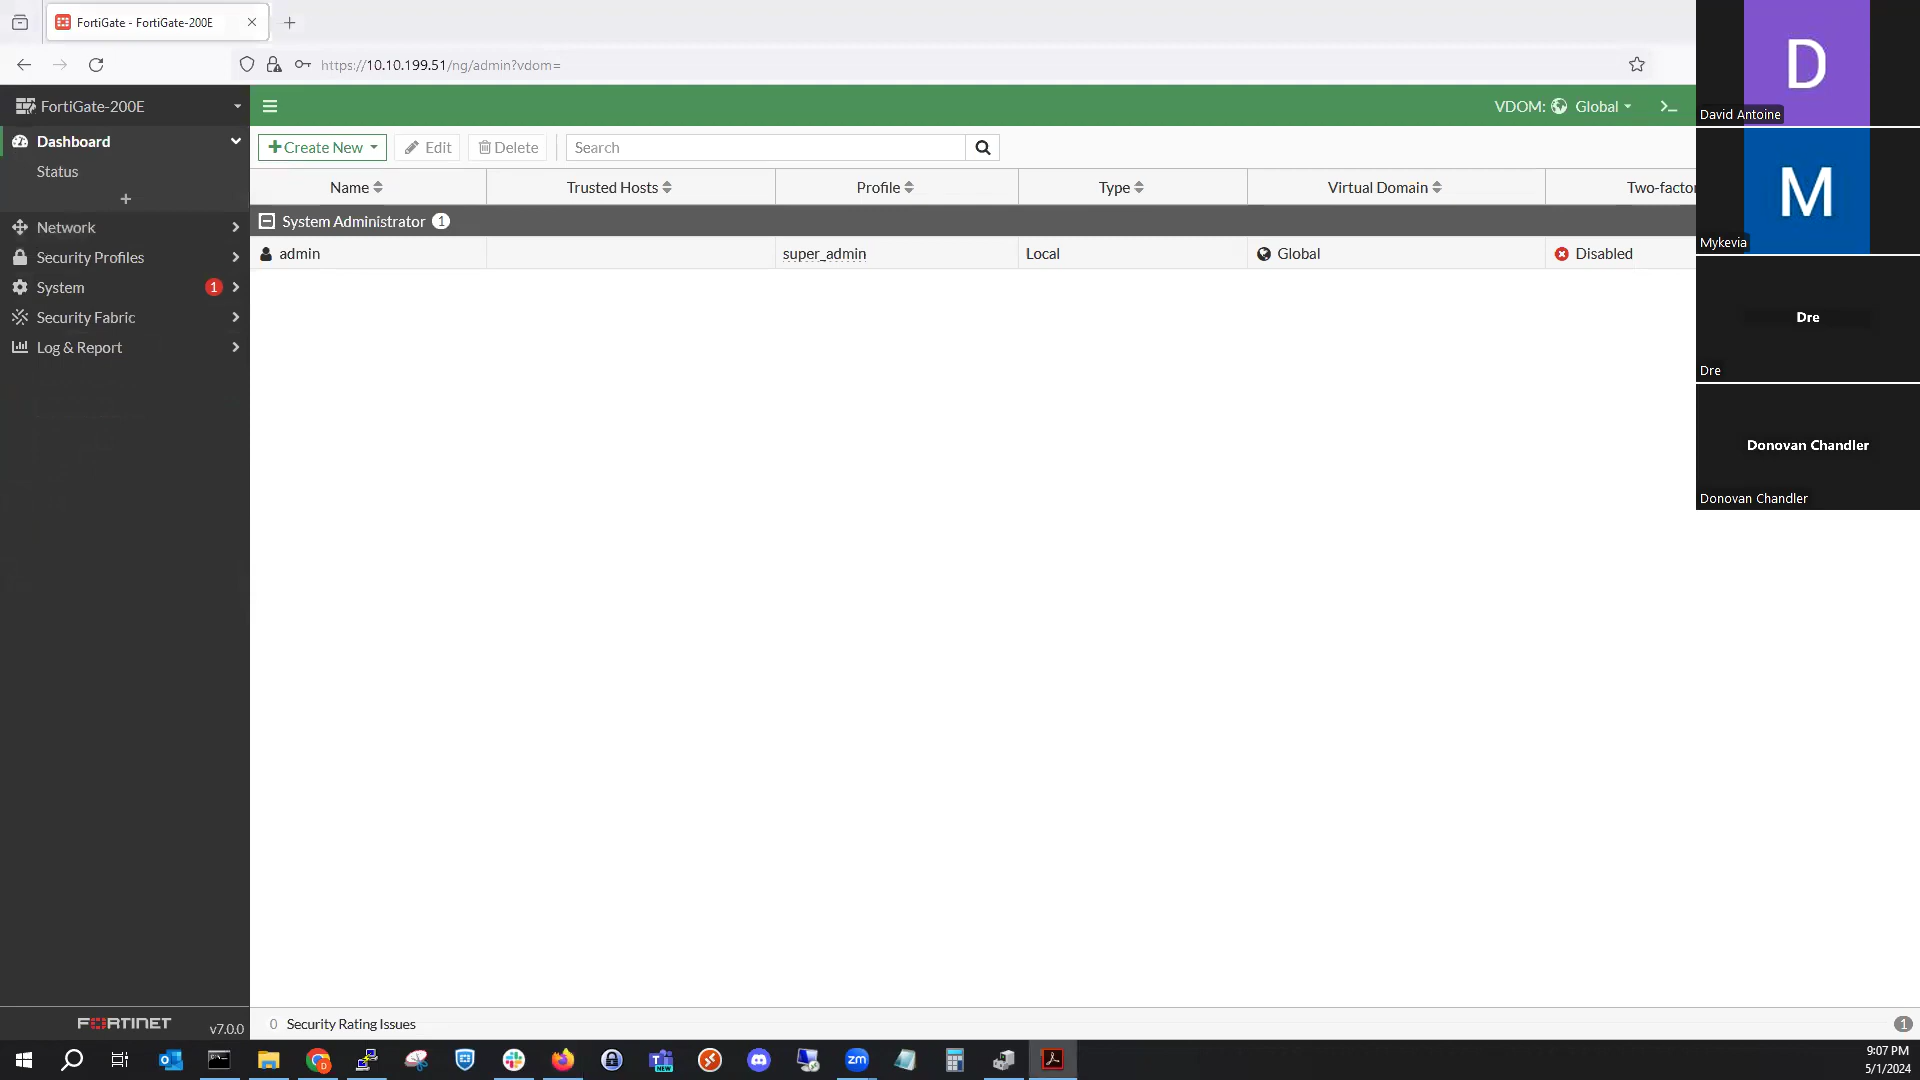 FortiGate - FortiGate-200E
https://10.10.199.51/ng/admin?vdom=
FortiGate-200E
VDOM: Global
Dashboard
Status
Network
Security Profiles
System 1
Security Fabric
Log & Report
Create New Edit Delete Search
Name Trusted Hosts Profile Type Virtual Domain Two-factor
System Administrator 1
admin super_admin Local Global Disabled
D
David Antoine
M
Mykevia
Dre
Dre
Donovan Chandler
Donovan Chandler
FORTINET v7.0.0
0 Security Rating Issues 1
9:07 PM
5/1/2024